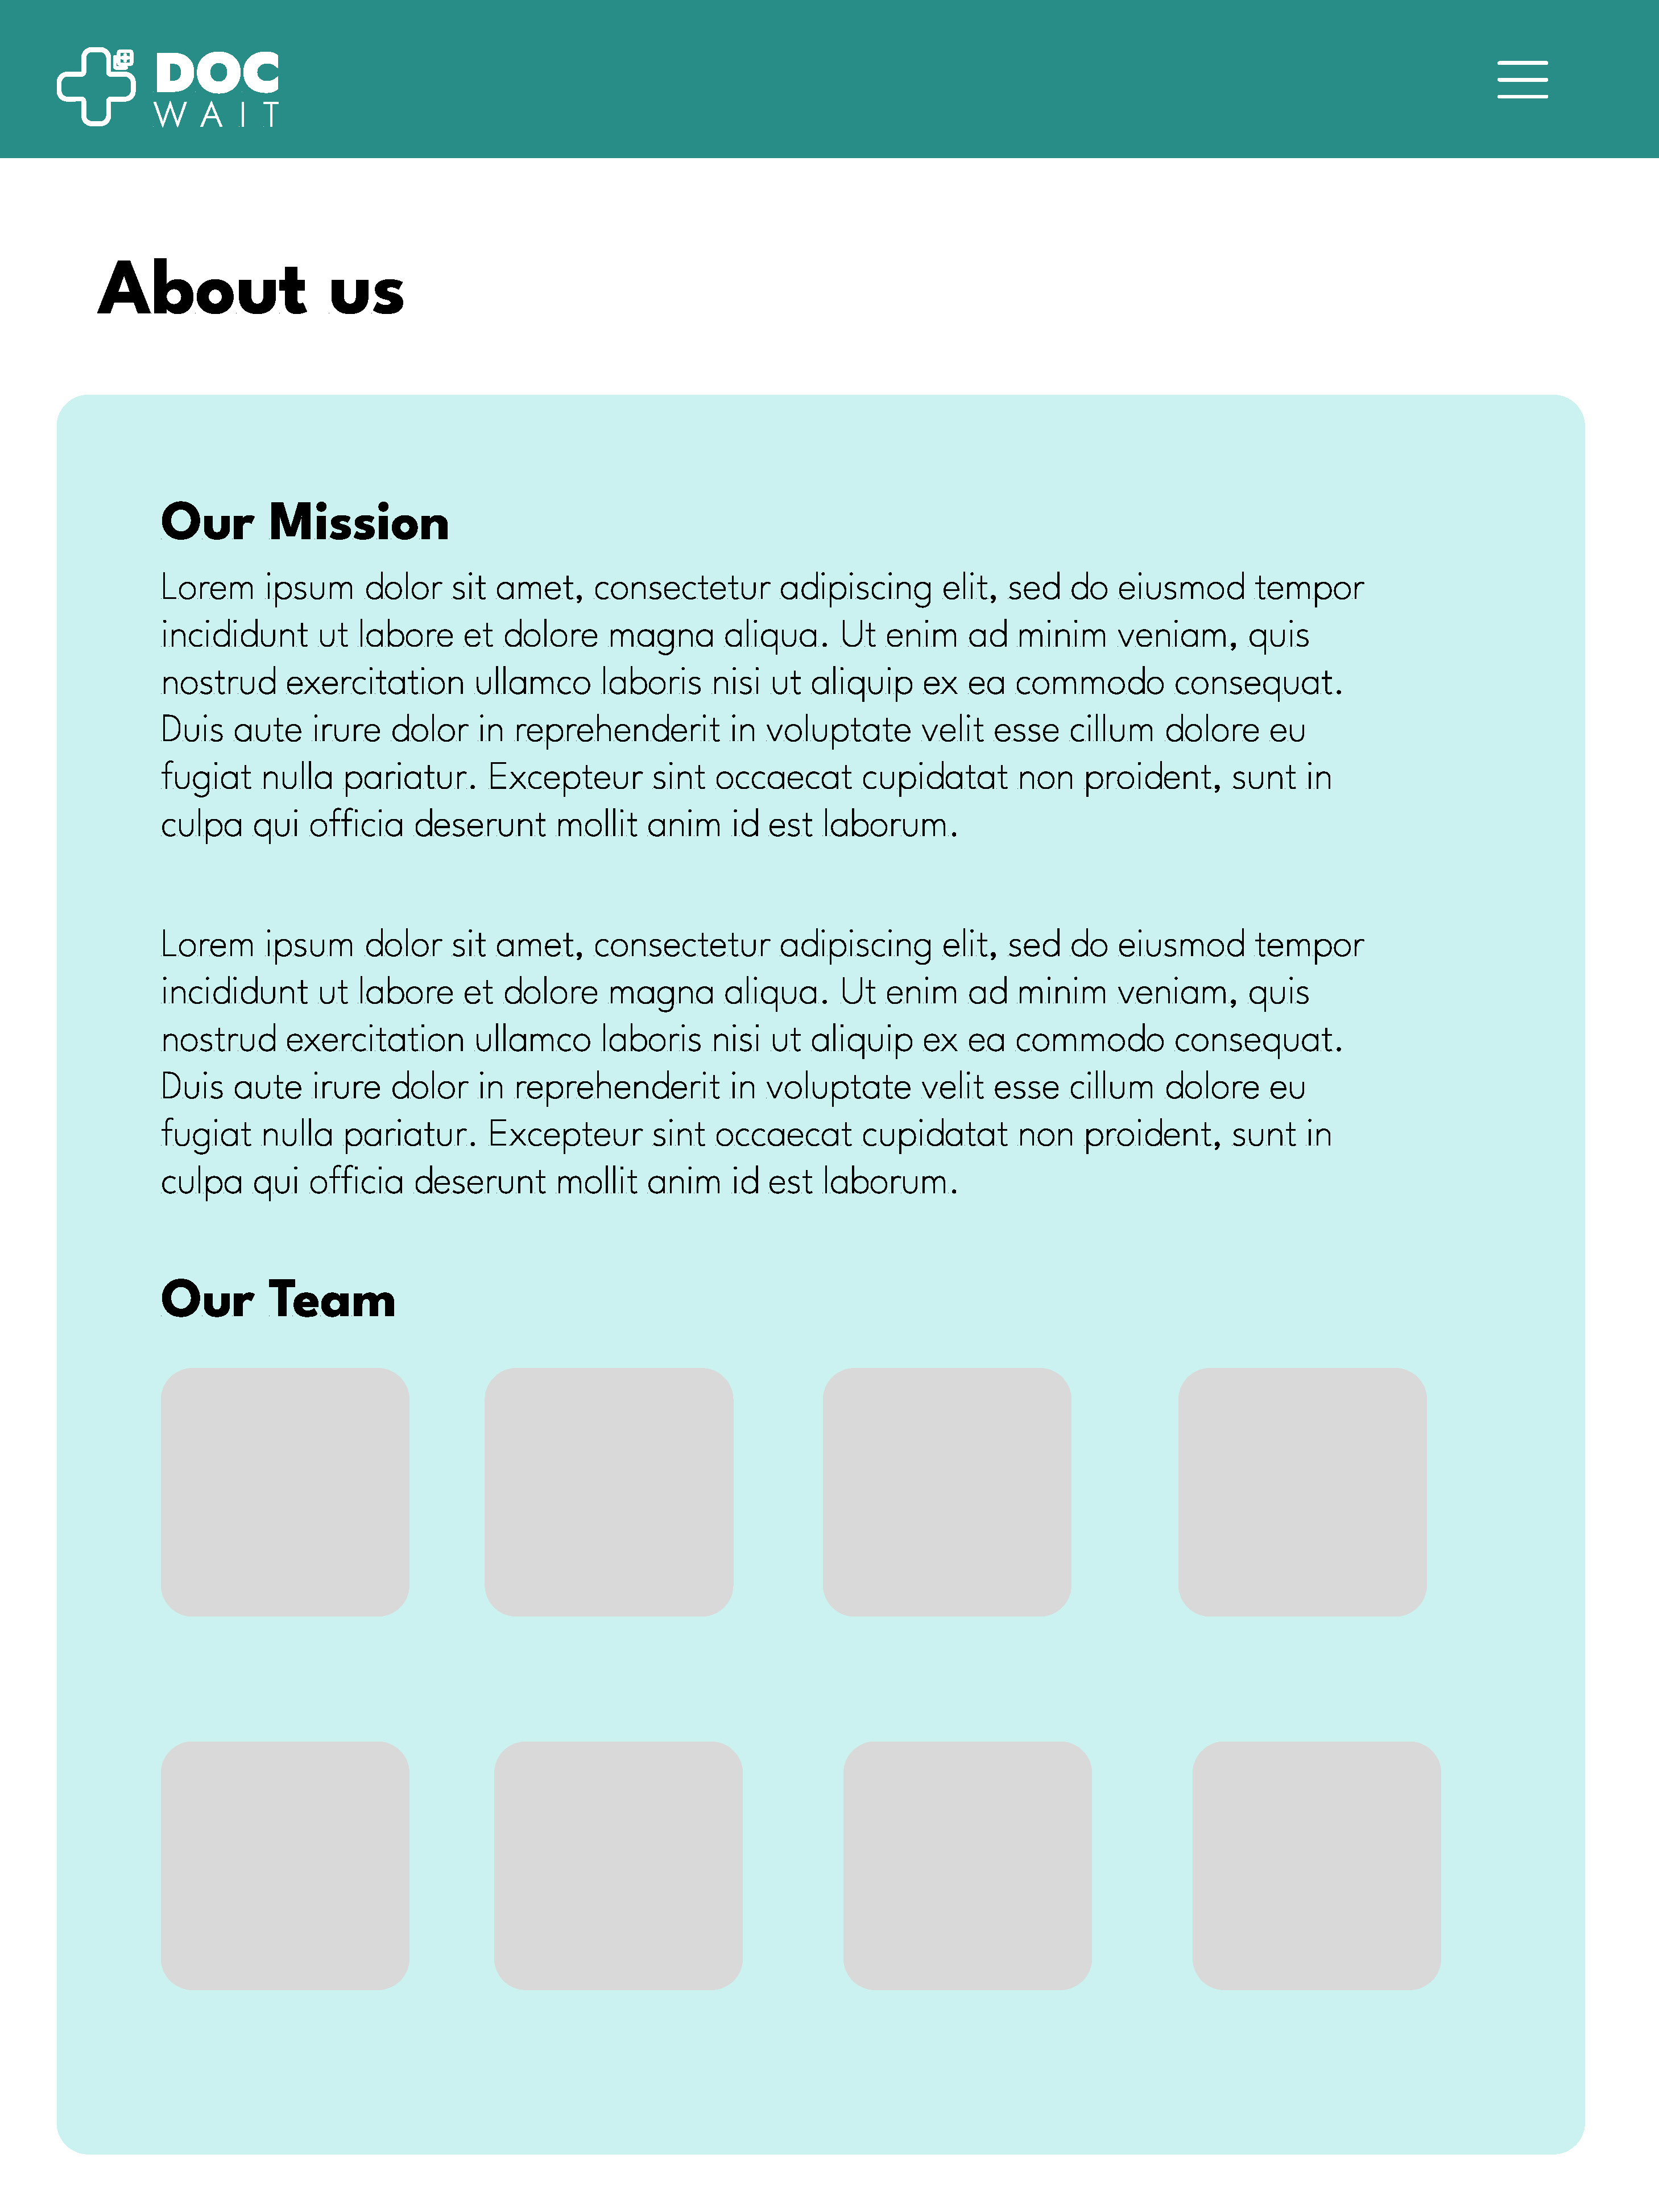 DOC
WAIT
About us
Our Mission
Lorem ipsum dolor sit amet, consectetur adipiscing elit, sed do eiusmod tempor
incididunt ut labore et dolore magna aliqua. Ut enim ad minim veniam, quis
nostrud exercitation ullamco laboris nisi ut aliquip ex ea commodo consequat.
Duis aute irure dolor in reprehenderit in voluptate velit esse cillum dolore eu
fugiat nulla pariatur. Excepteur sint occaecat cupidatat non proident, sunt in
culpa qui officia deserunt mollit anim id est laborum.
Lorem ipsum dolor sit amet, consectetur adipiscing elit, sed do eiusmod tempor
incididunt ut labore et dolore magna aliqua. Ut enim ad minim veniam, quis
nostrud exercitation ullamco laboris nisi ut aliquip ex ea commodo consequat.
Duis aute irure dolor in reprehenderit in voluptate velit esse cillum dolore eu
fugiat nulla pariatur. Excepteur sint occaecat cupidatat non proident, sunt in
culpa qui officia deserunt mollit anim id est laborum.
Our Team